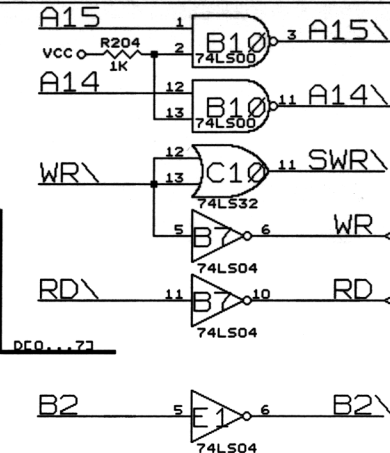 A15 1 B10 3 A15\
VCC R204 2 74LS00
1K
A14 12 B10 11 A14\
13 74LS00
12
WR\ 13 C10 11 SWR\
74LS32
5 B7 6 WR
74LS04
RD\ 11 B7 10 RD
74LS04
D[0...7]
B2 5 E1 6 B2\
74LS04